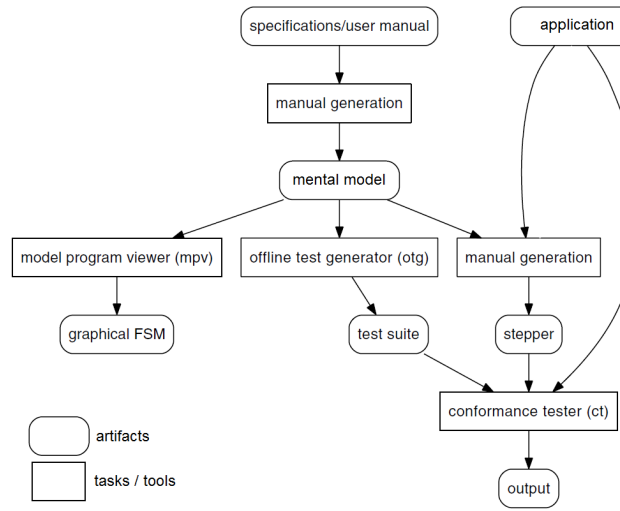 specifications/user manual
application
manual generation
mental model
model program viewer (mpv)
offline test generator (otg)
manual generation
graphical FSM
test suite
stepper
conformance tester (ct)
artifacts
tasks / tools
output